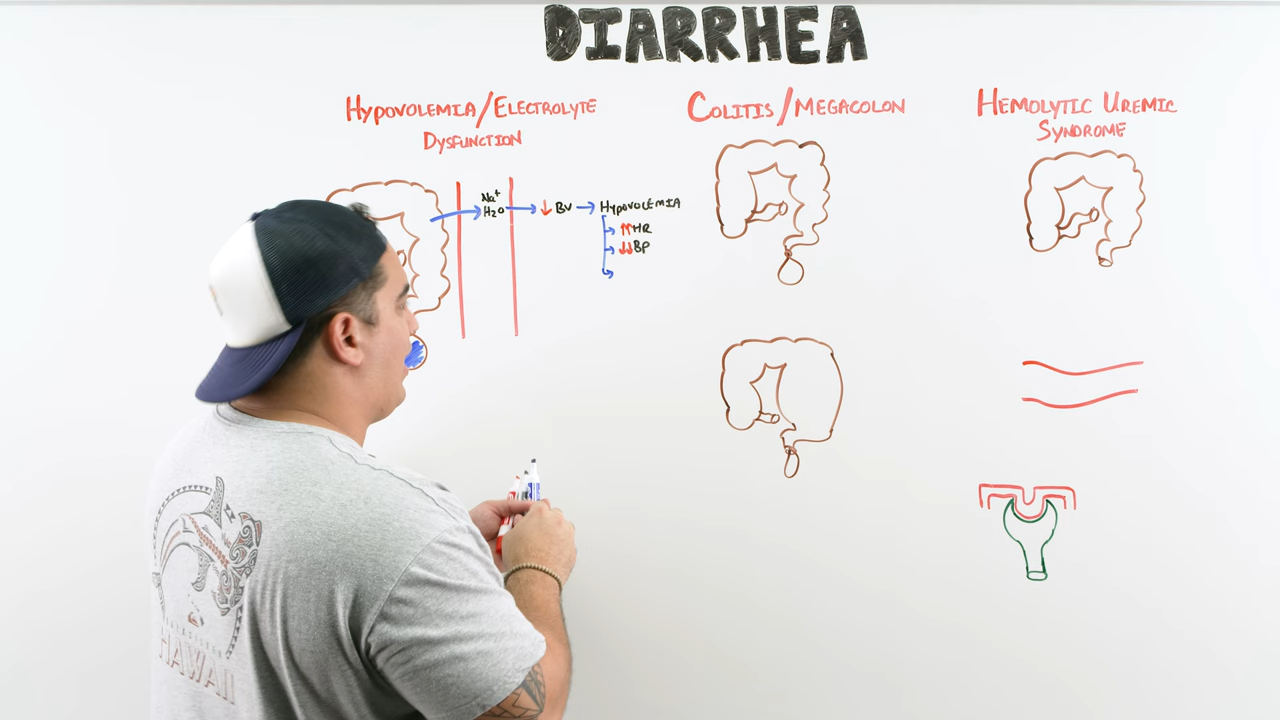 DIARRHEA
HYPOVOLEMIA/ELECTROLYTE
DYSFUNCTION
Na+
H2O
↓ BV → HYPOVOLEMIA
↑↑ HR
↓↓ BP
COLITIS/MEGACOLON
HEMOLYTIC UREMIC
SYNDROME
HAWAII